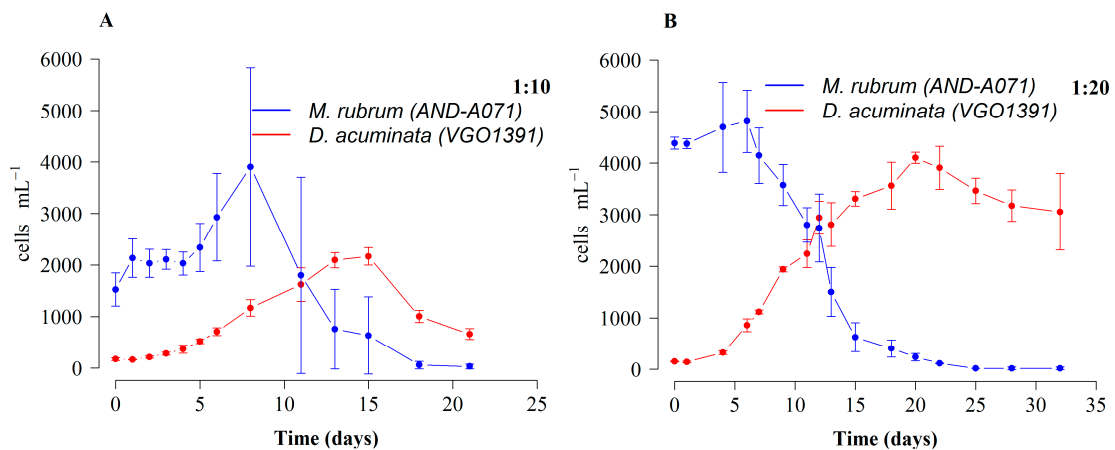 A
6000
5000
4000
3000
2000
1000
0
cells mL⁻¹
1:10
M. rubrum (AND-A071)
D. acuminata (VGO1391)
0 5 10 15 20 25
Time (days)
B
6000
5000
4000
3000
2000
1000
0
cells mL⁻¹
1:20
M. rubrum (AND-A071)
D. acuminata (VGO1391)
0 5 10 15 20 25 30 35
Time (days)